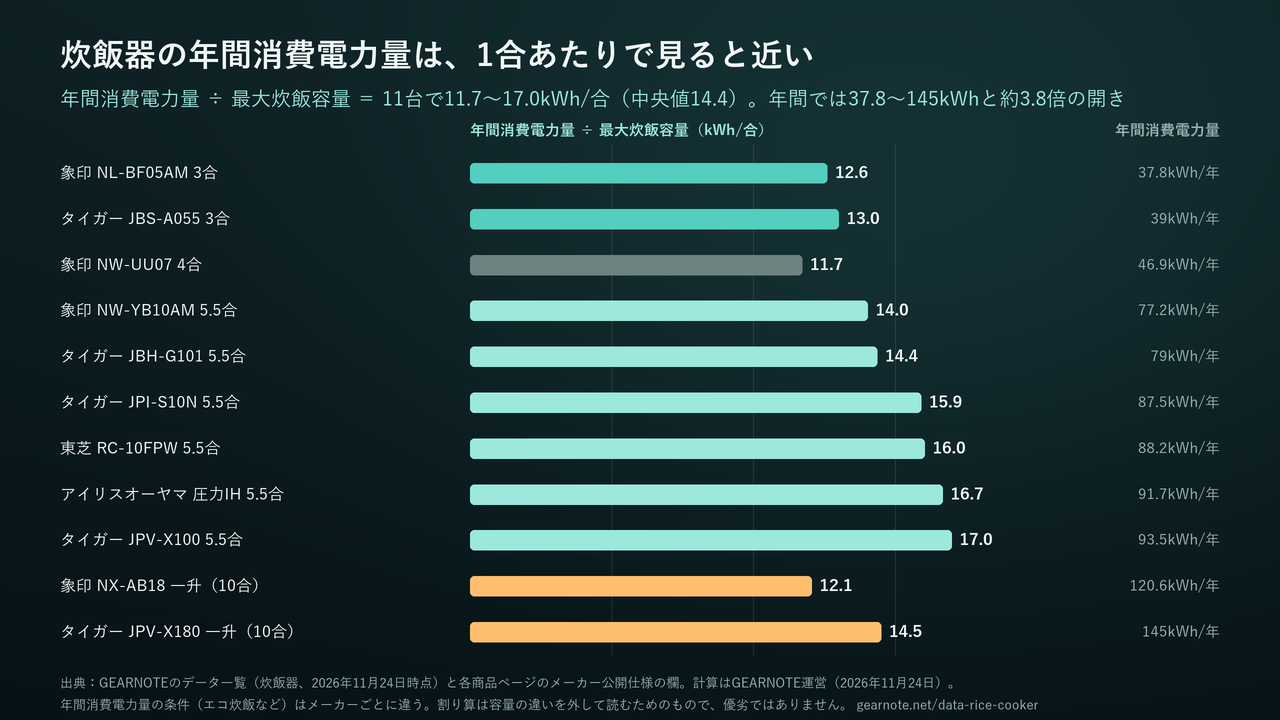 炊飯器の年間消費電力量は、1合あたりで見ると近い
年間消費電力量 ÷ 最大炊飯容量 = 11台で11.7〜17.0kWh/合（中央値14.4）。年間では37.8〜145kWhと約3.8倍の開き
年間消費電力量 ÷ 最大炊飯容量（kWh/合） 年間消費電力量
象印 NL-BF05AM 3合 12.6 37.8kWh/年
タイガー JBS-A055 3合 13.0 39kWh/年
象印 NW-UU07 4合 11.7 46.9kWh/年
象印 NW-YB10AM 5.5合 14.0 77.2kWh/年
タイガー JBH-G101 5.5合 14.4 79kWh/年
タイガー JPI-S10N 5.5合 15.9 87.5kWh/年
東芝 RC-10FPW 5.5合 16.0 88.2kWh/年
アイリスオーヤマ 圧力IH 5.5合 16.7 91.7kWh/年
タイガー JPV-X100 5.5合 17.0 93.5kWh/年
象印 NX-AB18 一升（10合） 12.1 120.6kWh/年
タイガー JPV-X180 一升（10合） 14.5 145kWh/年
出典：GEARNOTEのデータ一覧（炊飯器、2026年11月24日時点）と各商品ページのメーカー公開仕様の欄。計算はGEARNOTE運営（2026年11月24日）。
年間消費電力量の条件（エコ炊飯など）はメーカーごとに違う。割り算は容量の違いを外して読むためのもので、優劣ではありません。 gearnote.net/data-rice-cooker